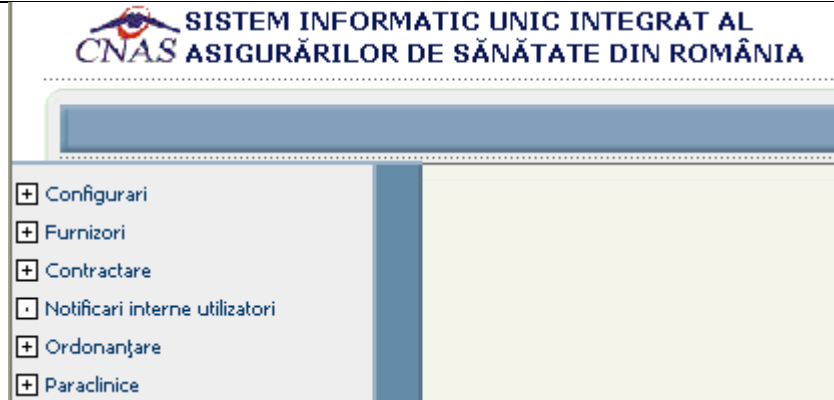 SISTEM INFORMATIC UNIC INTEGRAT AL
CNAS ASIGURĂRILOR DE SĂNĂTATE DIN ROMÂNIA
Configurari
Furnizori
Contractare
Notificari interne utilizatori
Ordonanţare
Paraclinice